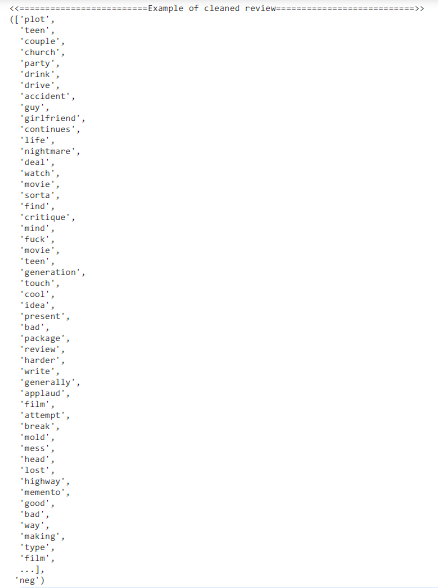 <<==========================Example of cleaned review============================>>
(['plot',
'teen',
'couple',
'church',
'party',
'drink',
'drive',
'accident',
'guy',
'girlfriend',
'continues',
'life',
'nightmare',
'deal',
'watch',
'movie',
'sorta',
'find',
'critique',
'mind',
'fuck',
'movie',
'teen',
'generation',
'touch',
'cool',
'idea',
'present',
'bad',
'package',
'review',
'harder',
'write',
'generally',
'applaud',
'film',
'attempt',
'break',
'mold',
'mess',
'head',
'lost',
'highway',
'memento',
'good',
'bad',
'way',
'making',
'type',
'film',
...],
'neg')